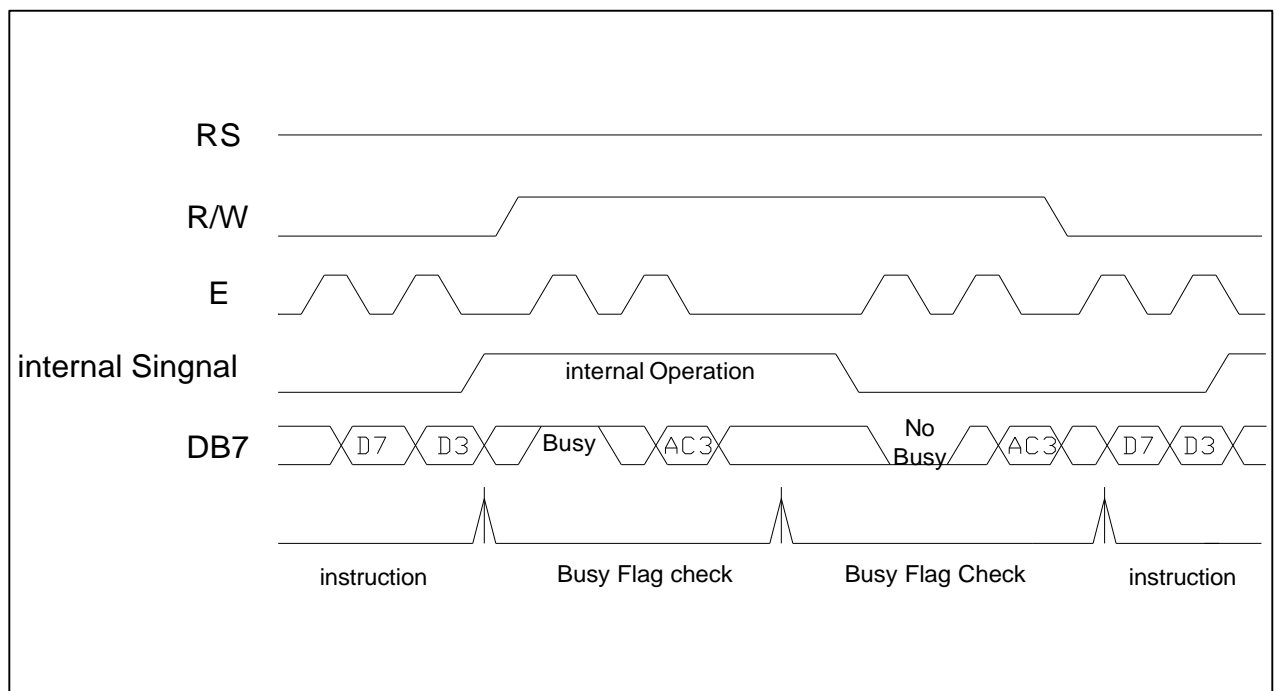 RS
R/W
E
internal Singnal
internal Operation
DB7
D7
D3
Busy
AC3
No
Busy
AC3
D7
D3
instruction
Busy Flag check
Busy Flag Check
instruction